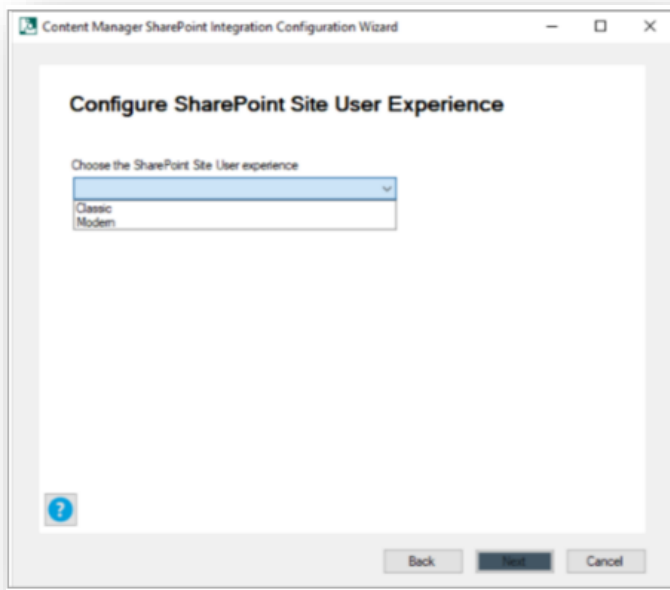 Content Manager SharePoint Integration Configuration Wizard
Configure SharePoint Site User Experience
Choose the SharePoint Site User experience
Classic
Modern
?
Back Next Cancel